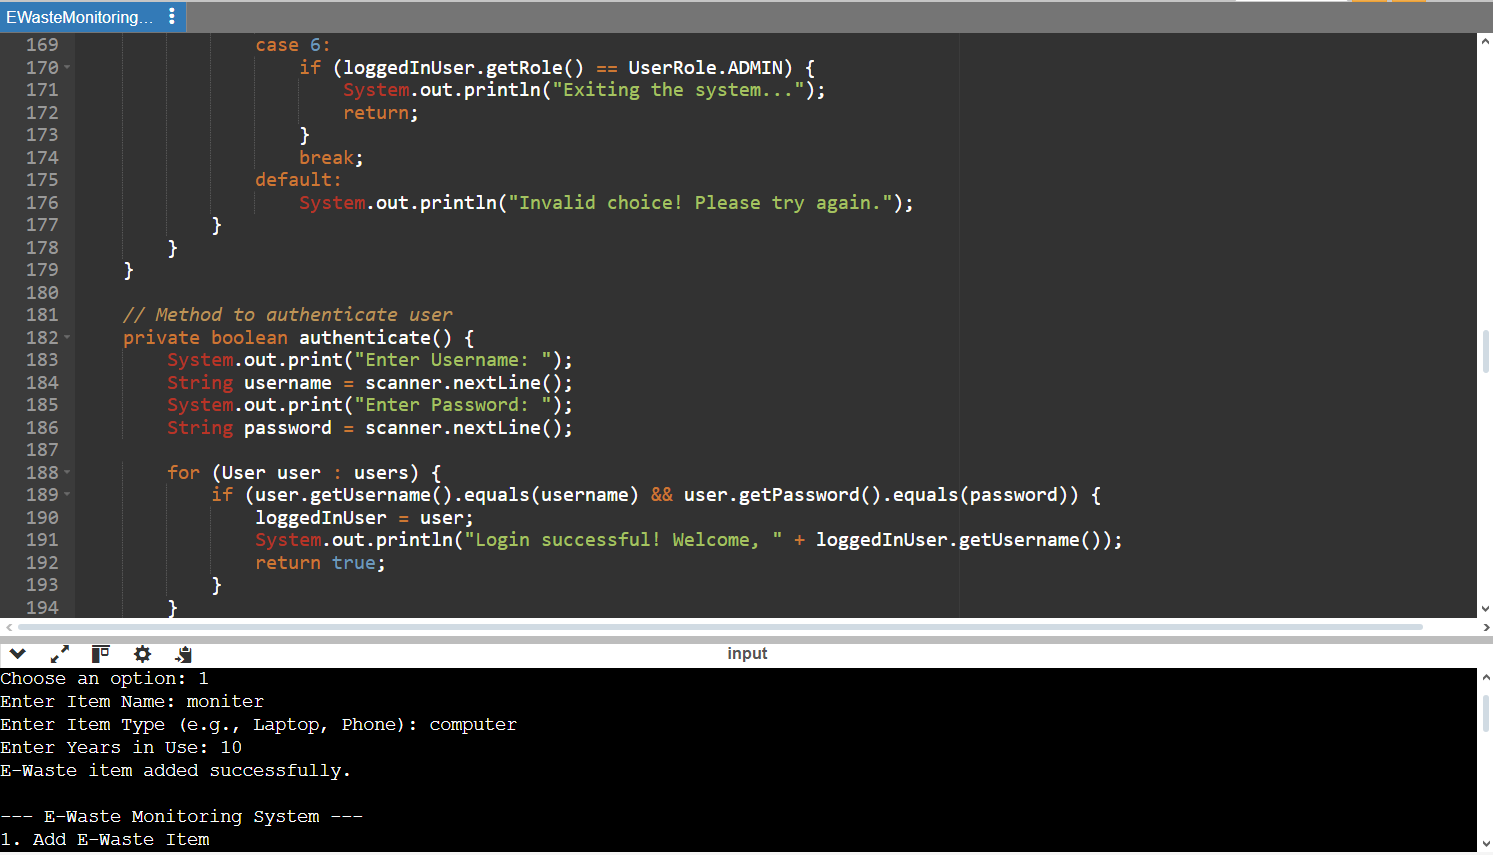 EWasteMonitoring...
169 case 6:
170 if (loggedInUser.getRole() == UserRole.ADMIN) {
171 System.out.println("Exiting the system...");
172 return;
173 }
174 break;
175 default:
176 System.out.println("Invalid choice! Please try again.");
177 }
178 }
179 }
180
181 // Method to authenticate user
182 private boolean authenticate() {
183 System.out.print("Enter Username: ");
184 String username = scanner.nextLine();
185 System.out.print("Enter Password: ");
186 String password = scanner.nextLine();
187
188 for (User user : users) {
189 if (user.getUsername().equals(username) && user.getPassword().equals(password)) {
190 loggedInUser = user;
191 System.out.println("Login successful! Welcome, " + loggedInUser.getUsername());
192 return true;
193 }
194 }
input
Choose an option: 1
Enter Item Name: moniter
Enter Item Type (e.g., Laptop, Phone): computer
Enter Years in Use: 10
E-Waste item added successfully.
--- E-Waste Monitoring System ---
1. Add E-Waste Item